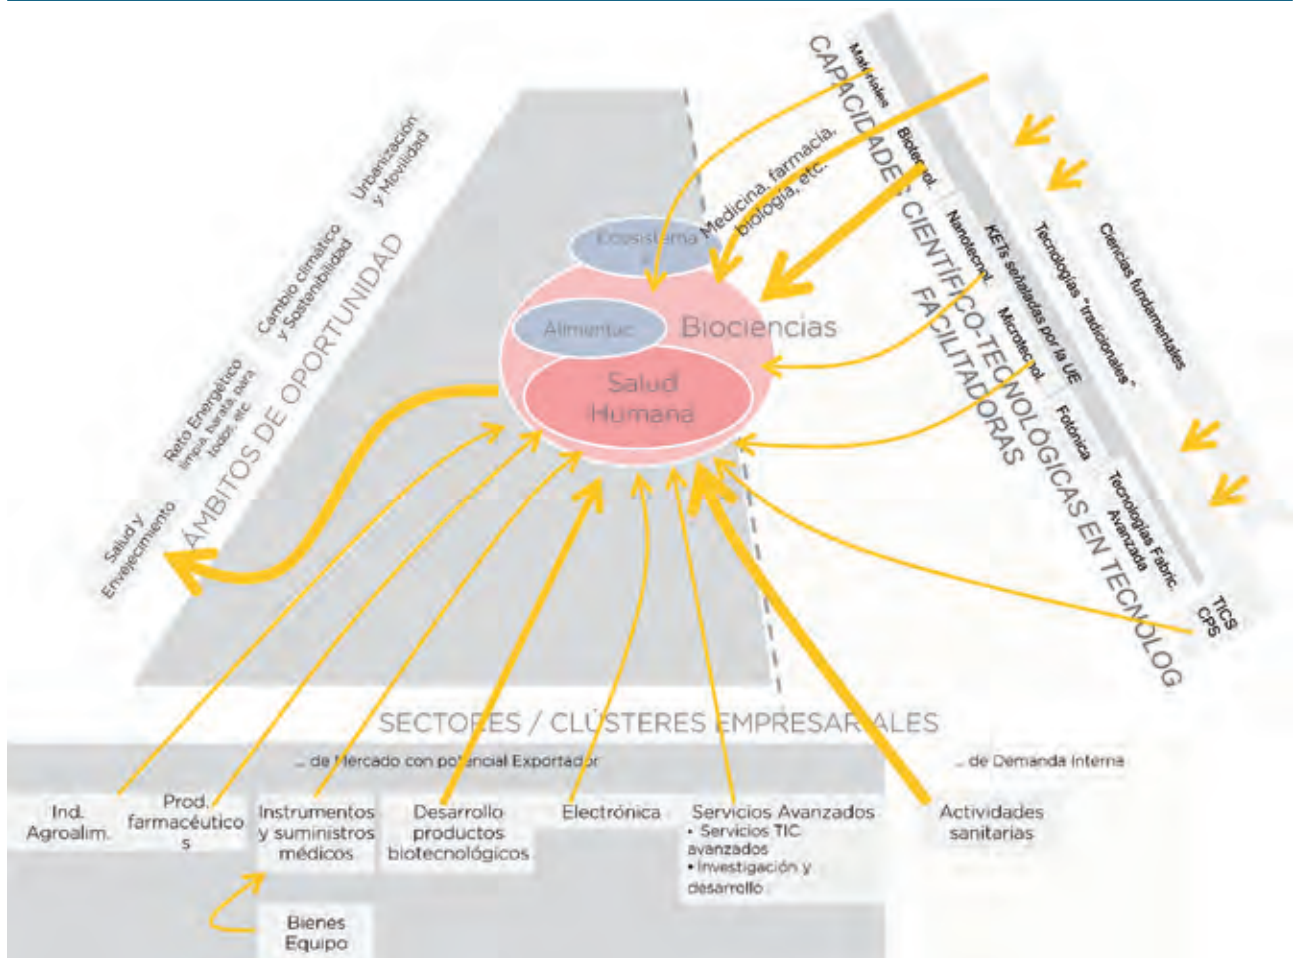 Urbanización
y Movilidad
Cambio climático
y Sostenibilidad
Reto Energético
limpia, barata, para
todos, etc.
Salud y
Envejecimiento
ÁMBITOS DE OPORTUNIDAD
Materiales
Biotecnol.
Nanotecnol.
Microtecnol.
Fotónica
Tecnologías Fabric.
Avanzada
TICS
CPS
KETs señaladas por la UE
Tecnologías "tradicionales"
Ciencias fundamentales
CAPACIDADES CIENTÍFICO-TECNOLÓGICAS EN TECNOLOG
FACILITADORAS
Medicina, farmacia,
biología, etc.
Ecosistema
Alimentac.
Biociencias
Salud
Humana
SECTORES / CLÚSTERES EMPRESARIALES
... de Mercado con potencial Exportador
... de Demanda Interna
Ind.
Agroalim.
Prod.
farmacéutico
s
Instrumentos
y suministros
médicos
Desarrollo
productos
biotecnológicos
Electrónica
Servicios Avanzados
• Servicios TIC
avanzados
• Investigación y
desarrollo
Actividades
sanitarias
Bienes
Equipo